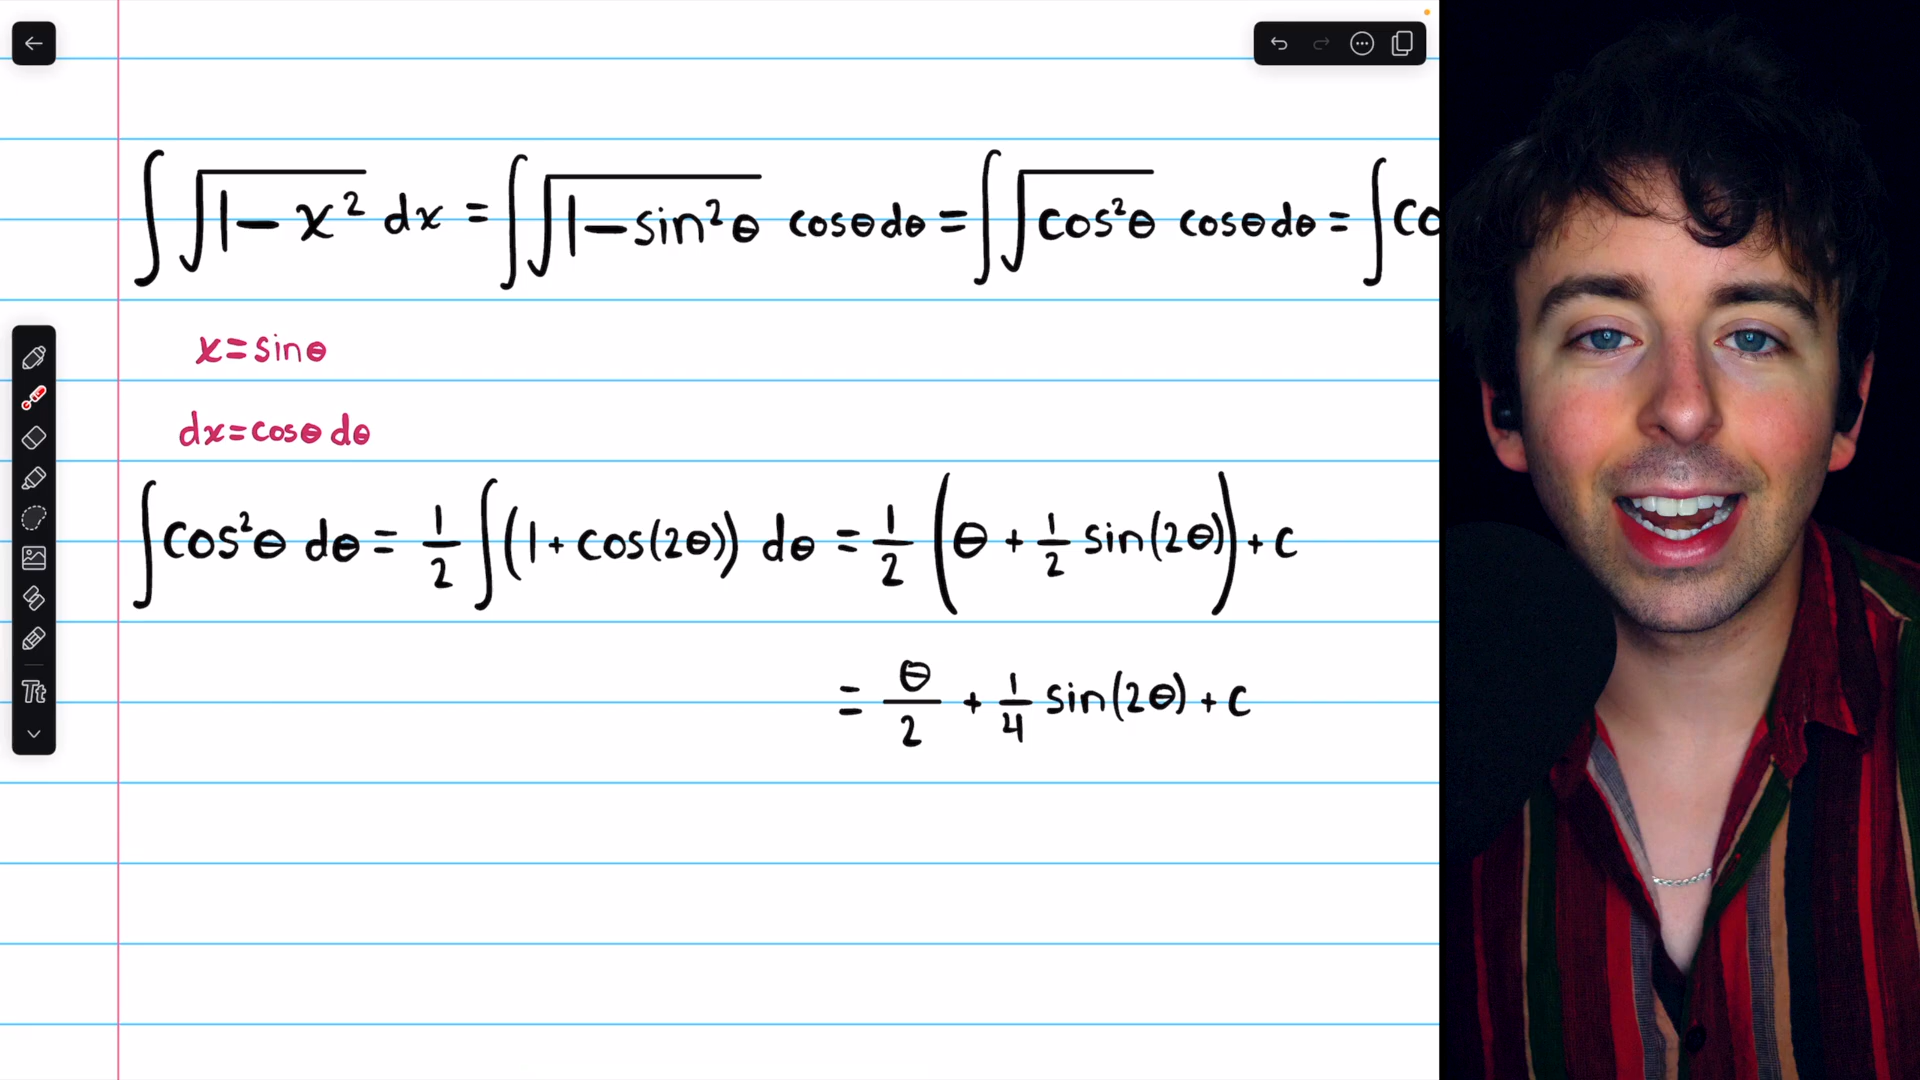 ∫√(1-x²) dx = ∫√(1-sin²θ) cosθ dθ = ∫√(cos²θ) cosθ dθ = ∫co
x = sinθ
dx = cosθ dθ
∫cos²θ dθ = 1/2 ∫(1+cos(2θ)) dθ = 1/2 (θ + 1/2 sin(2θ)) + c
= θ/2 + 1/4 sin(2θ) + c
Tt